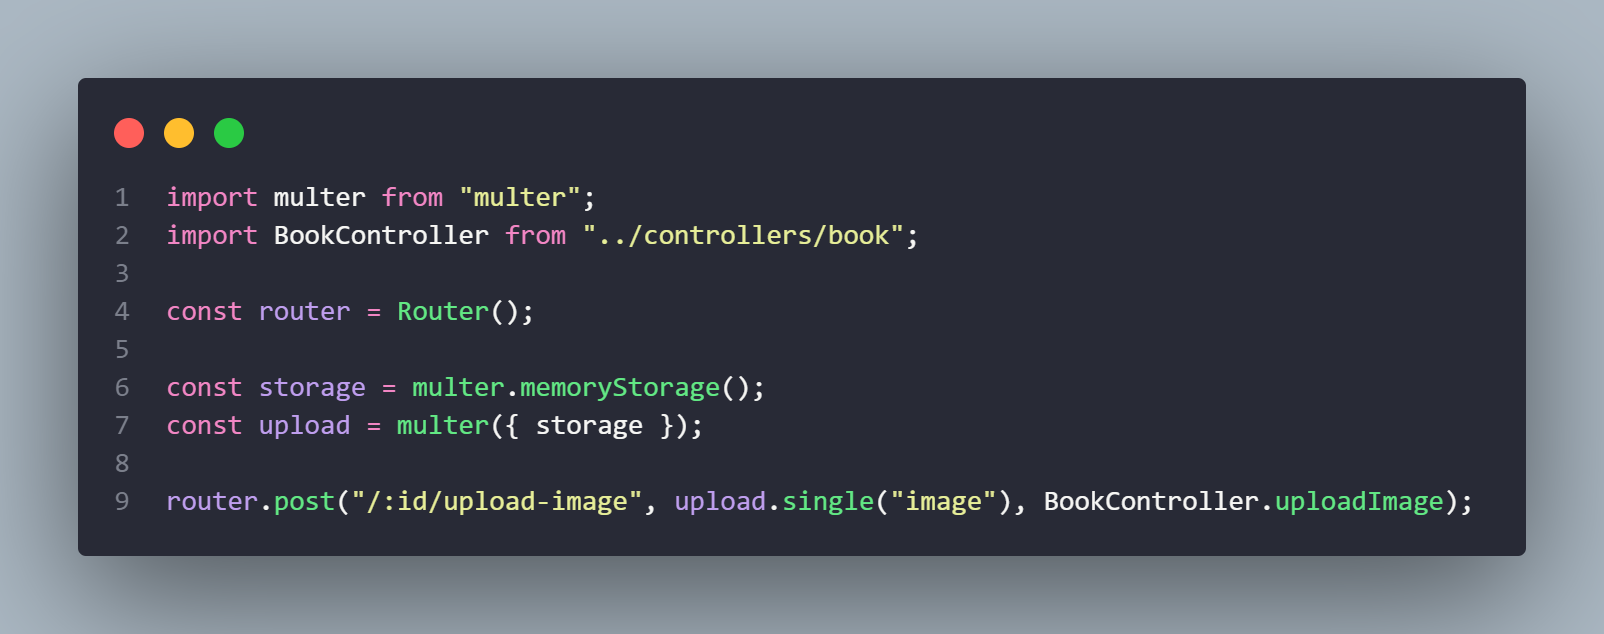 1 import multer from "multer";
2 import BookController from "../controllers/book";
3
4 const router = Router();
5
6 const storage = multer.memoryStorage();
7 const upload = multer({ storage });
8
9 router.post("/:id/upload-image", upload.single("image"), BookController.uploadImage);